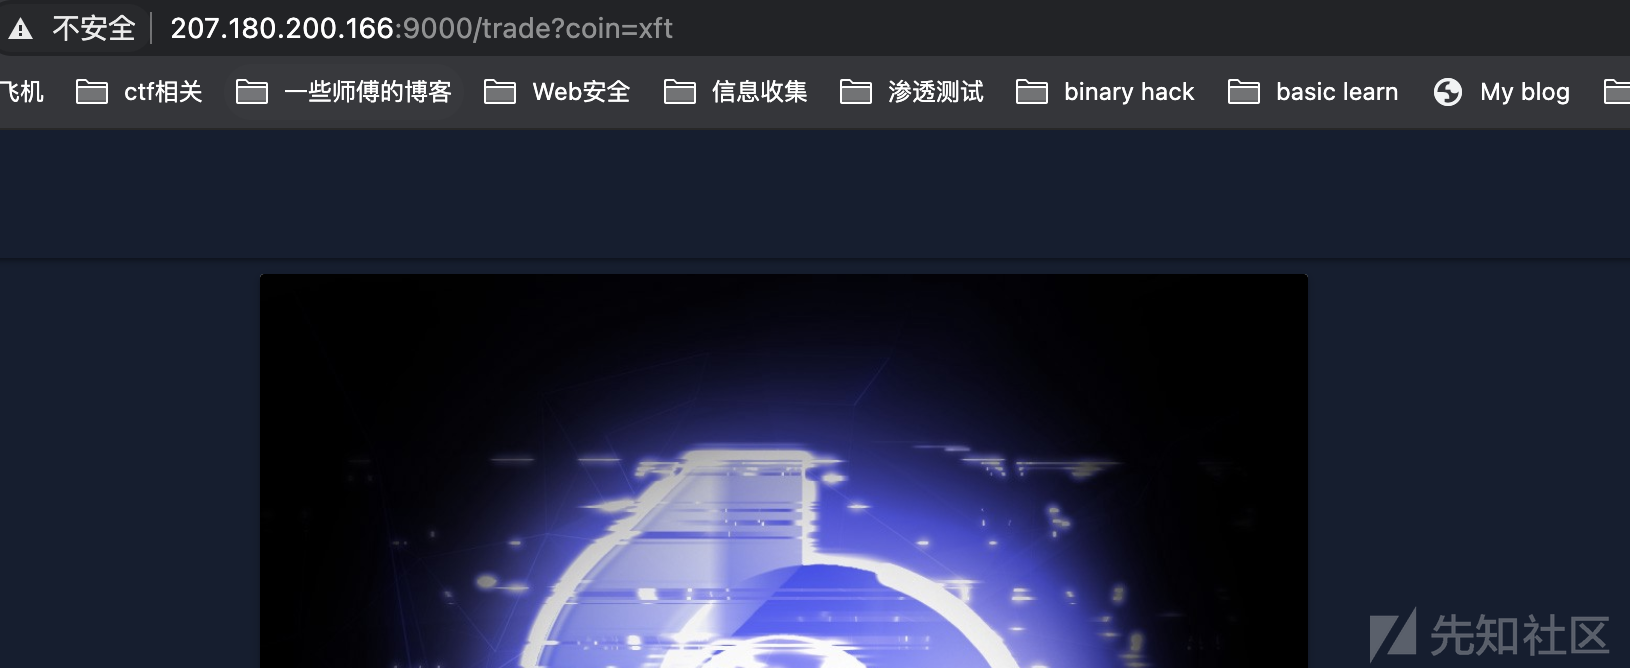 不安全 207.180.200.166:9000/trade?coin=xft
飞机 ctf相关 一些师傅的博客 Web安全 信息收集 渗透测试 binary hack basic learn My blog
先知社区